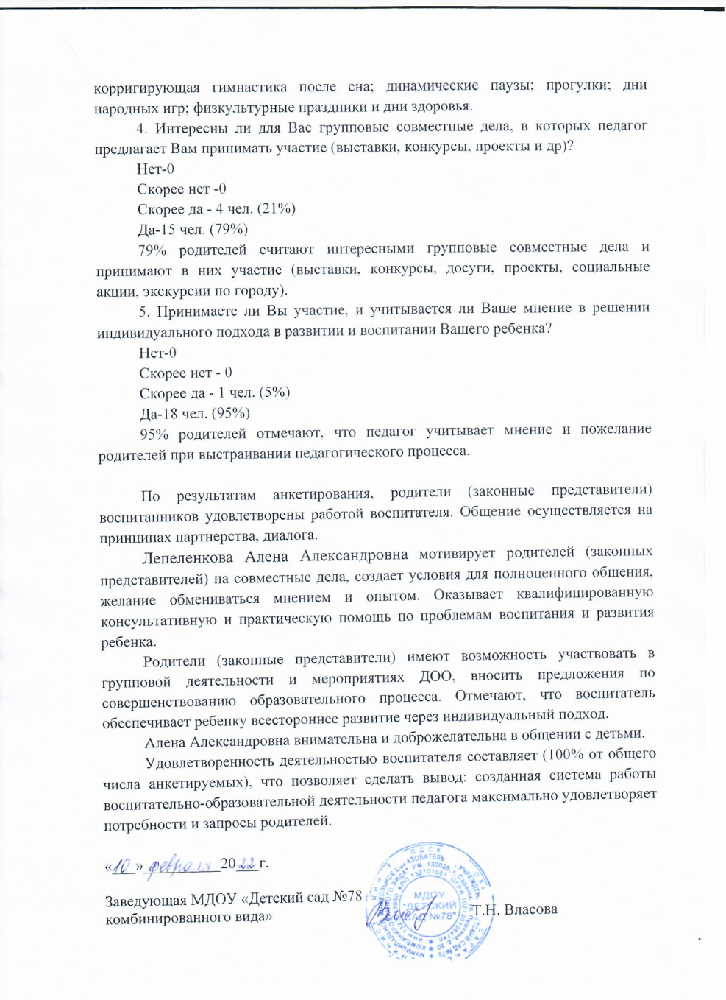 корригирующая гимнастика после сна; динамические паузы; прогулки; дни
народных игр; физкультурные праздники и дни здоровья.
4. Интересны ли для Вас групповые совместные дела, в которых педагог
предлагает Вам принимать участие (выставки, конкурсы, проекты и др)?
Нет-0
Скорее нет -0
Скорее да - 4 чел. (21%)
Да-15 чел. (79%)
79% родителей считают интересными групповые совместные дела и
принимают в них участие (выставки, конкурсы, досуги, проекты, социальные
акции, экскурсии по городу).
5. Принимаете ли Вы участие, и учитывается ли Ваше мнение в решении
индивидуального подхода в развитии и воспитании Вашего ребенка?
Нет-0
Скорее нет - 0
Скорее да - 1 чел. (5%)
Да-18 чел. (95%)
95% родителей отмечают, что педагог учитывает мнение и пожелание
родителей при выстраивании педагогического процесса.
По результатам анкетирования, родители (законные представители)
воспитанников удовлетворены работой воспитателя. Общение осуществляется на
принципах партнерства, диалога.
Лепеленкова Алена Александровна мотивирует родителей (законных
представителей) на совместные дела, создает условия для полноценного общения,
желание обмениваться мнением и опытом. Оказывает квалифицированную
консультативную и практическую помощь по проблемам воспитания и развития
ребенка.
Родители (законные представители) имеют возможность участвовать в
групповой деятельности и мероприятиях ДОО, вносить предложения по
совершенствованию образовательного процесса. Отмечают, что воспитатель
обеспечивает ребенку всестороннее развитие через индивидуальный подход.
Алена Александровна внимательна и доброжелательна в общении с детьми.
Удовлетворенность деятельностью воспитателя составляет (100% от общего
числа анкетируемых), что позволяет сделать вывод: созданная система работы
воспитательно-образовательной деятельности педагога максимально удовлетворяет
потребности и запросы родителей.
«10» февраля 2022 г.
Заведующая МДОУ «Детский сад №78
комбинированного вида»
Т.Н. Власова
МДОУ
"ДЕТСКИЙ
САД №78"